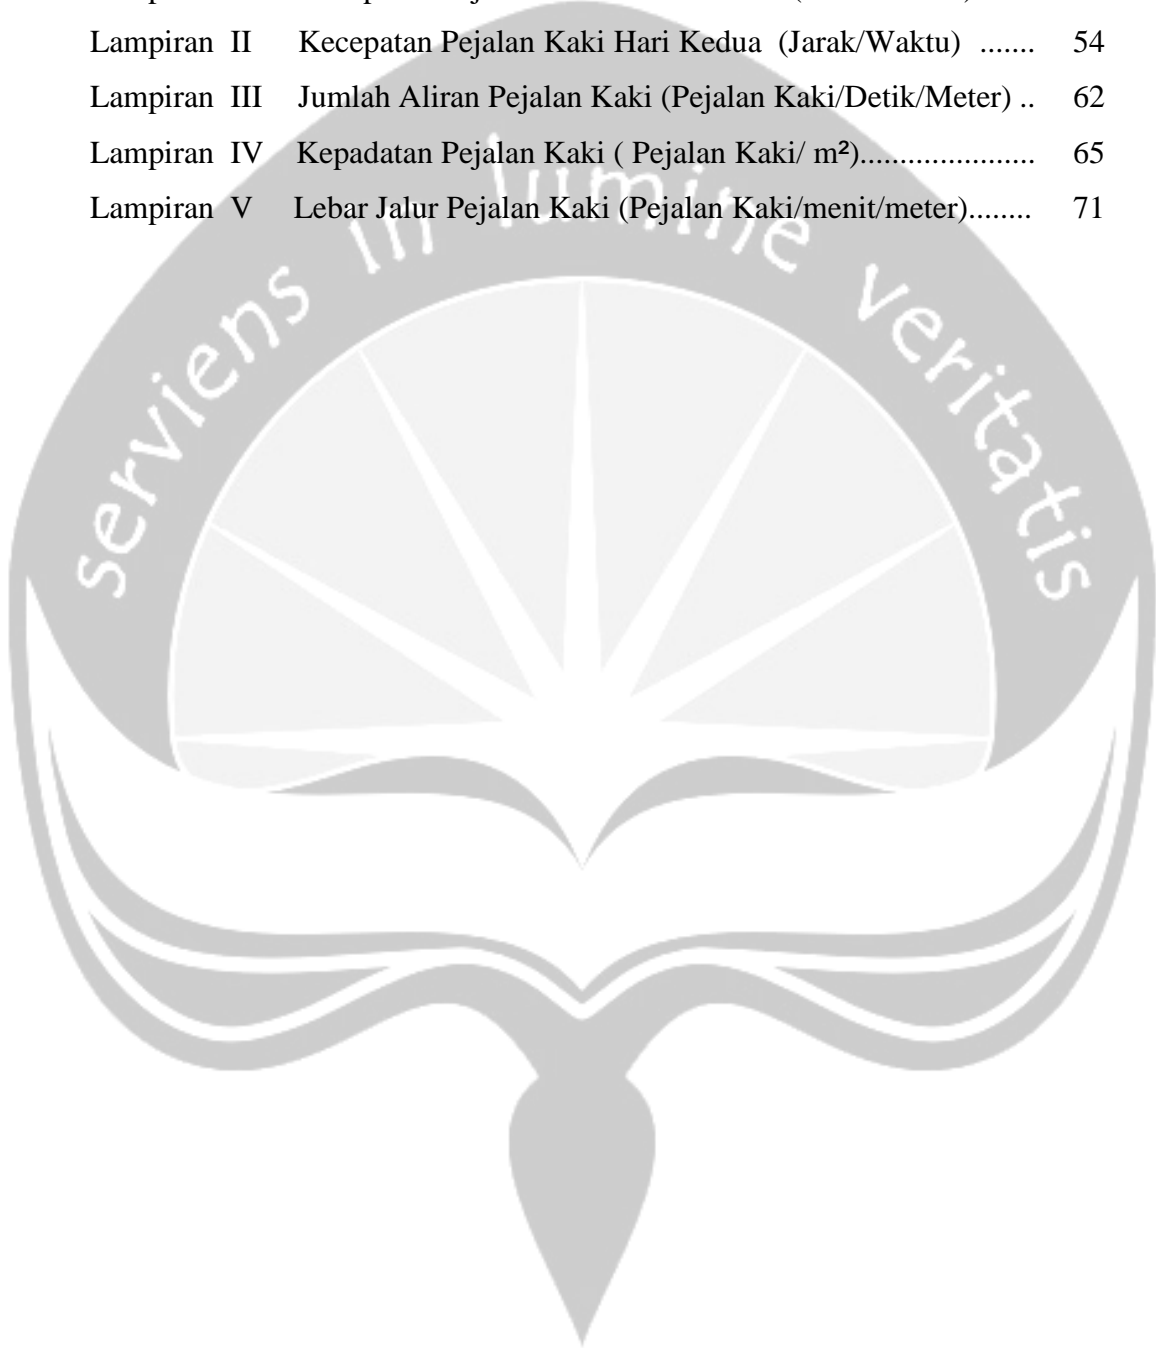 Lampiran II Kecepatan Pejalan Kaki Hari Kedua (Jarak/Waktu) ....... 54
Lampiran III Jumlah Aliran Pejalan Kaki (Pejalan Kaki/Detik/Meter) .. 62
Lampiran IV Kepadatan Pejalan Kaki ( Pejalan Kaki/ m²)...................... 65
Lampiran V Lebar Jalur Pejalan Kaki (Pejalan Kaki/menit/meter)........ 71
serviens in lumine veritatis